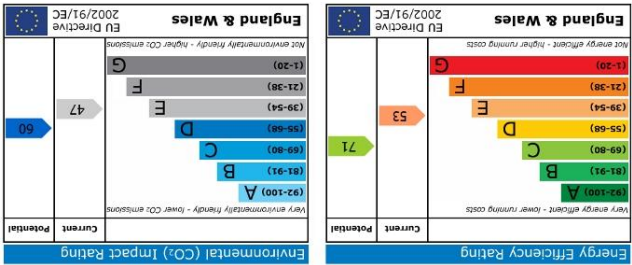 Energy Efficiency Rating
Current Potential
Very energy efficient - lower running costs
(92-100) A
(81-91) B
(69-80) C
(55-68) D
(39-54) E
(21-38) F
(1-20) G
53
71
Not energy efficient - higher running costs
England & Wales
EU Directive
2002/91/EC
Environmental (CO₂) Impact Rating
Current Potential
Very environmentally friendly - lower CO₂ emissions
(92-100) A
(81-91) B
(69-80) C
(55-68) D
(39-54) E
(21-38) F
(1-20) G
47
60
Not environmentally friendly - higher CO₂ emissions
England & Wales
EU Directive
2002/91/EC